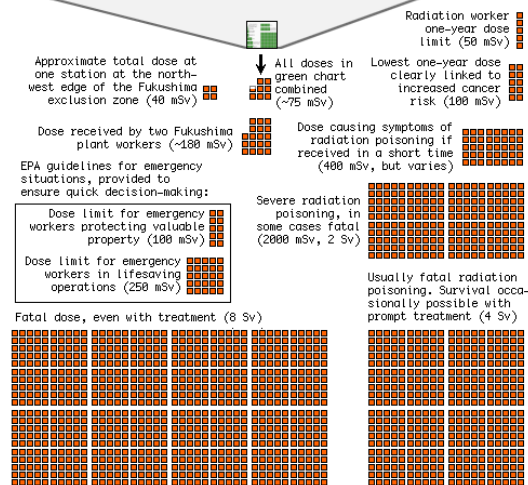 Radiation worker
one-year dose
limit (50 mSv)
Approximate total dose at
one station at the north-
west edge of the Fukushima
exclusion zone (40 mSv)
All doses in
green chart
combined
(~75 mSv)
Lowest one-year dose
clearly linked to
increased cancer
risk (100 mSv)
Dose received by two Fukushima
plant workers (~180 mSv)
Dose causing symptoms of
radiation poisoning if
received in a short time
(400 mSv, but varies)
EPA guidelines for emergency
situations, provided to
ensure quick decision-making:
Dose limit for emergency
workers protecting valuable
property (100 mSv)
Dose limit for emergency
workers in lifesaving
operations (250 mSv)
Severe radiation
poisoning, in
some cases fatal
(2000 mSv, 2 Sv)
Usually fatal radiation
poisoning. Survival occa-
sionally possible with
prompt treatment (4 Sv)
Fatal dose, even with treatment (8 Sv)